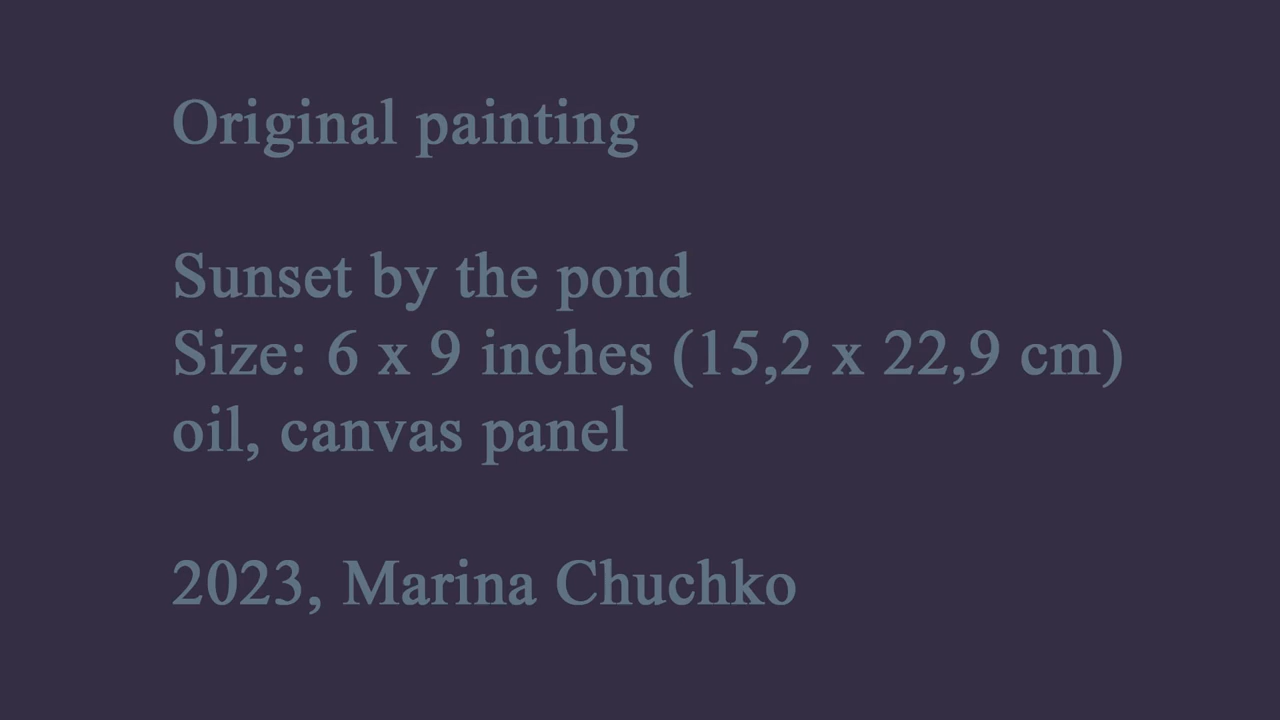 Original painting
Sunset by the pond
Size: 6 x 9 inches (15,2 x 22,9 cm)
oil, canvas panel
2023, Marina Chuchko